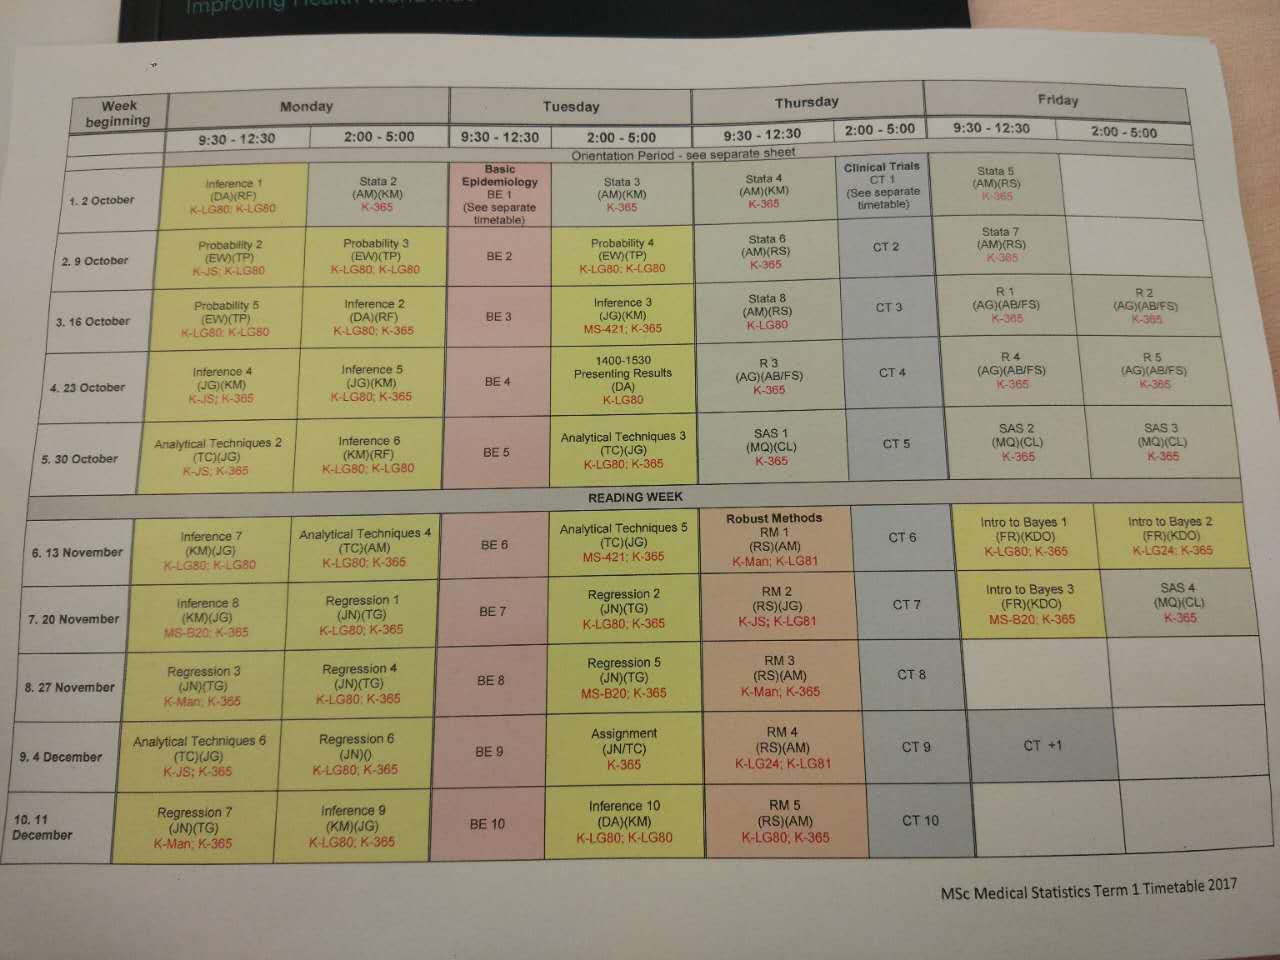 Improving Health Worldwide
Week beginning
Monday
Tuesday
Thursday
Friday
9:30 - 12:30
2:00 - 5:00
9:30 - 12:30
2:00 - 5:00
9:30 - 12:30
2:00 - 5:00
9:30 - 12:30
2:00 - 5:00
Orientation Period - see separate sheet
1. 2 October
Inference 1
(DA)(RF)
K-LG80; K-LG80
Stata 2
(AM)(KM)
K-365
Basic
Epidemiology
BE 1
(See separate
timetable)
Stata 3
(AM)(KM)
K-365
Stata 4
(AM)(KM)
K-365
Clinical Trials
CT 1
(See separate
timetable)
Stata 5
(AM)(RS)
K-365
2. 9 October
Probability 2
(EW)(TP)
K-JS; K-LG80
Probability 3
(EW)(TP)
K-LG80; K-LG80
BE 2
Probability 4
(EW)(TP)
K-LG80; K-LG80
Stata 6
(AM)(RS)
K-365
CT 2
Stata 7
(AM)(RS)
K-365
3. 16 October
Probability 5
(EW)(TP)
K-LG80; K-LG80
Inference 2
(DA)(RF)
K-LG80; K-365
BE 3
Inference 3
(JG)(KM)
MS-421; K-365
Stata 8
(AM)(RS)
K-LG80
CT 3
R 1
(AG)(AB/FS)
K-365
R 2
(AG)(AB/FS)
K-365
4. 23 October
Inference 4
(JG)(KM)
K-JS; K-365
Inference 5
(JG)(KM)
K-LG80; K-365
BE 4
1400-1530
Presenting Results
(DA)
K-LG80
R 3
(AG)(AB/FS)
K-365
CT 4
R 4
(AG)(AB/FS)
K-365
R 5
(AG)(AB/FS)
K-365
5. 30 October
Analytical Techniques 2
(TC)(JG)
K-JS; K-365
Inference 6
(KM)(RF)
K-LG80; K-LG80
BE 5
Analytical Techniques 3
(TC)(JG)
K-LG80; K-365
SAS 1
(MQ)(CL)
K-365
CT 5
SAS 2
(MQ)(CL)
K-365
SAS 3
(MQ)(CL)
K-365
READING WEEK
6. 13 November
Inference 7
(KM)(JG)
K-LG80; K-LG80
Analytical Techniques 4
(TC)(AM)
K-LG80; K-365
BE 6
Analytical Techniques 5
(TC)(JG)
MS-421; K-365
Robust Methods
RM 1
(RS)(AM)
K-Man; K-LG81
CT 6
Intro to Bayes 1
(FR)(KDO)
K-LG80; K-365
Intro to Bayes 2
(FR)(KDO)
K-LG24; K-365
7. 20 November
Inference 8
(KM)(JG)
MS-B20; K-365
Regression 1
(JN)(TG)
K-LG80; K-365
BE 7
Regression 2
(JN)(TG)
K-LG80; K-365
RM 2
(RS)(JG)
K-JS; K-LG81
CT 7
Intro to Bayes 3
(FR)(KDO)
MS-B20; K-365
SAS 4
(MQ)(CL)
K-365
8. 27 November
Regression 3
(JN)(TG)
K-Man; K-365
Regression 4
(JN)(TG)
K-LG80; K-365
BE 8
Regression 5
(JN)(TG)
MS-B20; K-365
RM 3
(RS)(AM)
K-Man; K-365
CT 8
9. 4 December
Analytical Techniques 6
(TC)(JG)
K-JS; K-365
Regression 6
(JN)()
K-LG80; K-365
BE 9
Assignment
(JN/TC)
K-365
RM 4
(RS)(AM)
K-LG24; K-LG81
CT 9
CT +1
10. 11
December
Regression 7
(JN)(TG)
K-Man; K-365
Inference 9
(KM)(JG)
K-LG80; K-365
BE 10
Inference 10
(DA)(KM)
K-LG80; K-LG80
RM 5
(RS)(AM)
K-LG80; K-365
CT 10
MSc Medical Statistics Term 1 Timetable 2017